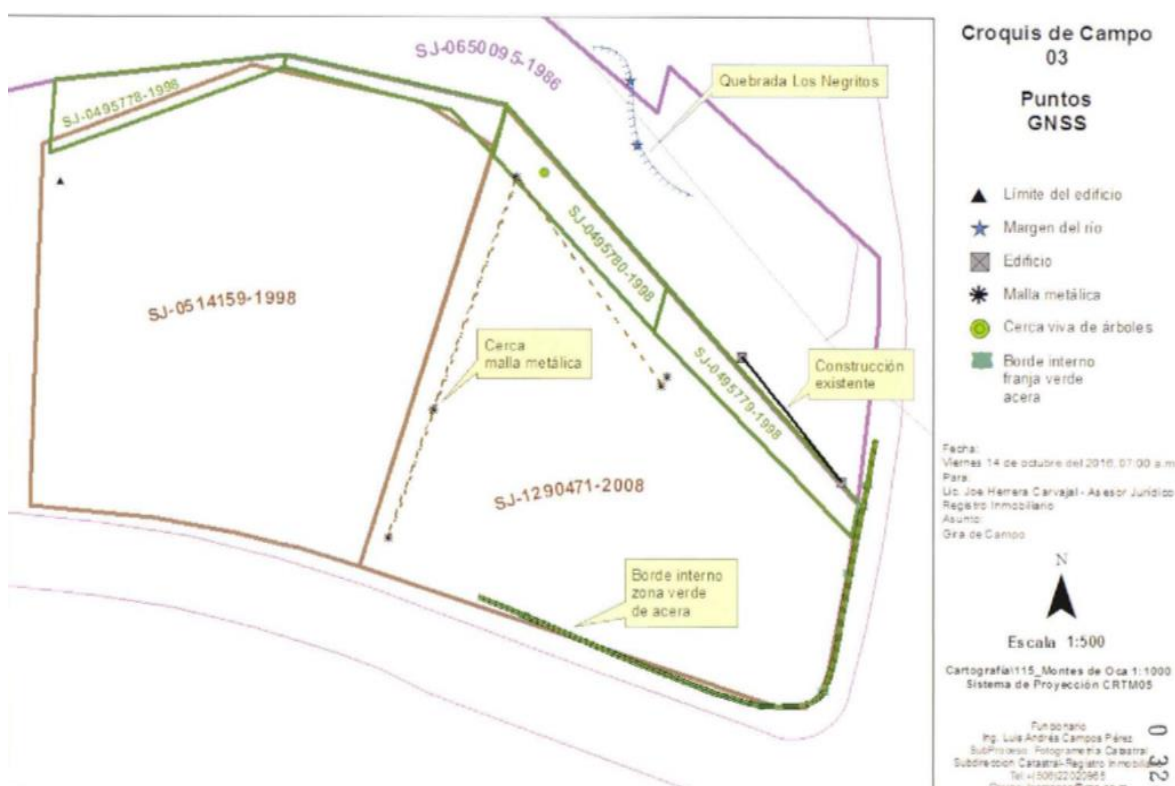 SJ-0650095-1986
SJ-0495778-1998
Quebrada Los Negritos
SJ-0514159-1998
SJ-0495780-1998
Cerca
malla metálica
SJ-0495779-1998
Construcción
existente
SJ-1290471-2008
Borde interno
zona verde
de acera
Croquis de Campo
03
Puntos
GNSS
Límite del edificio
Margen del río
Edificio
Malla metálica
Cerca viva de árboles
Borde interno
franja verde
acera
Fecha:
Viernes 14 de octubre del 2016, 07:00 a.m
Para:
Lic. Joe Herrera Carvajal - Asesor Jurídico
Registro Inmobiliario
Asunto:
Gira de Campo
N
Escala 1:500
Cartografía\115_Montes de Oca 1:1000
Sistema de Proyección CRTM05
Funcionario
Ing. Luis Andrés Campos Pérez
SubProceso: Fotogrametría Catastral
Subdirección Catastral-Registro
Tel:+(506)22020965
0 32